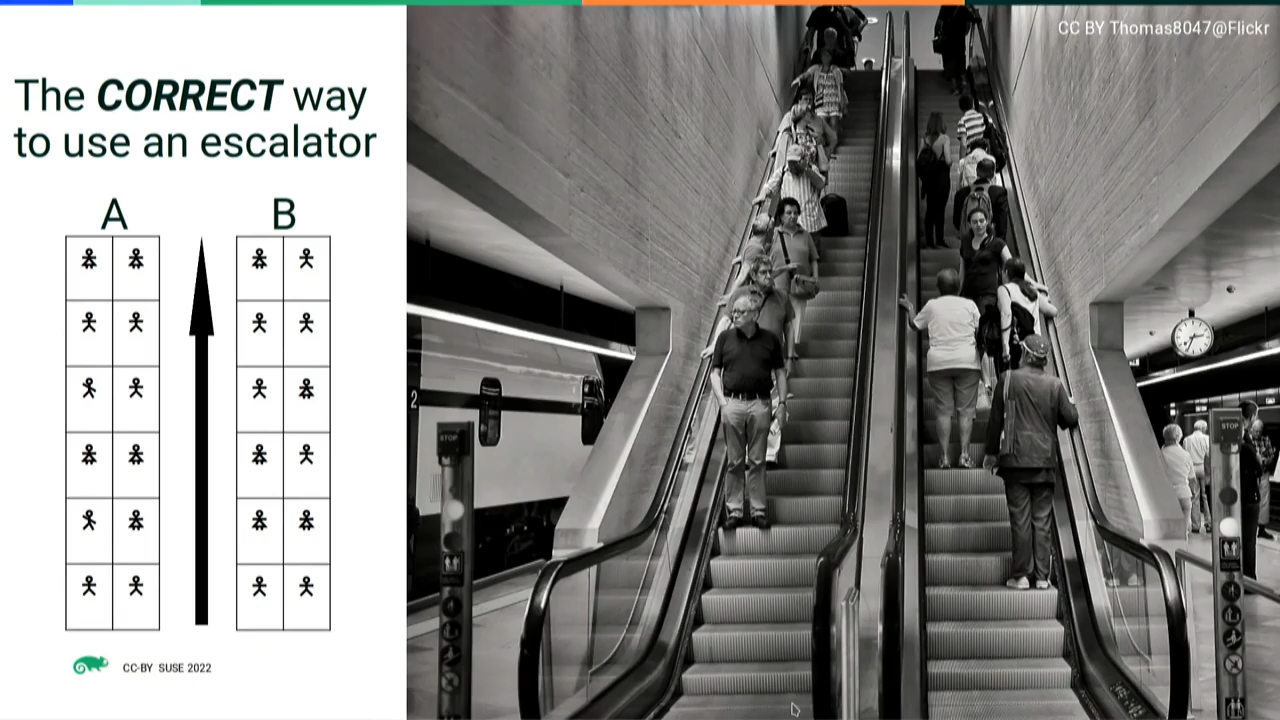 The CORRECT way
to use an escalator
A
B
CC-BY SUSE 2022
CC BY Thomas8047@Flickr
2
STOP
STOP